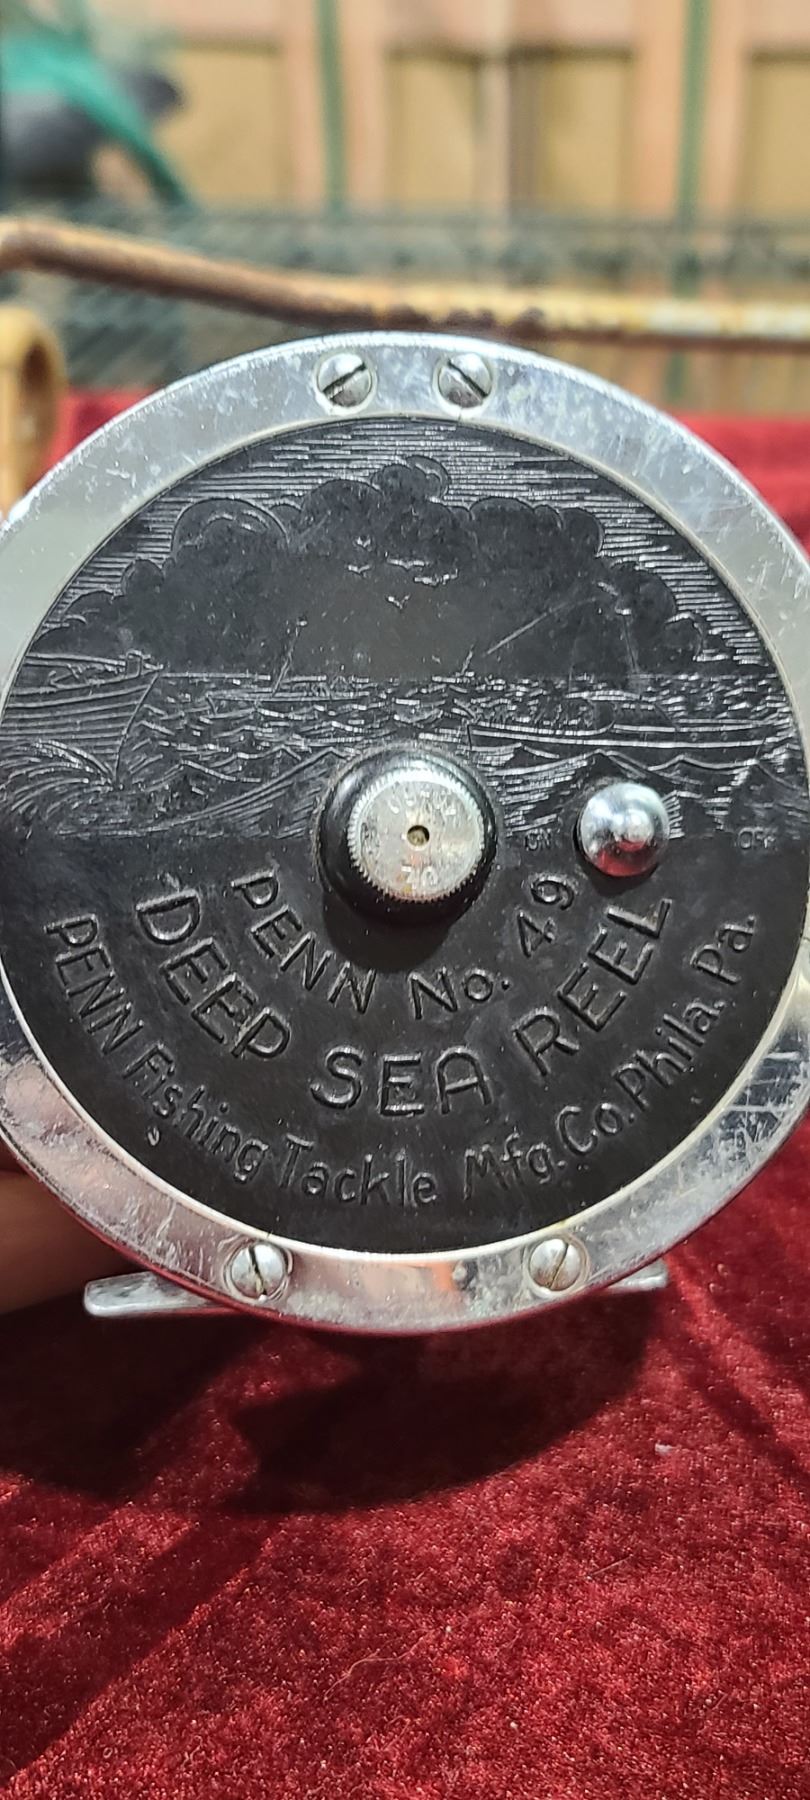 ON
OFF
PENN No. 49
DEEP SEA REEL
PENN Fishing Tackle Mfg. Co. Phila. Pa.